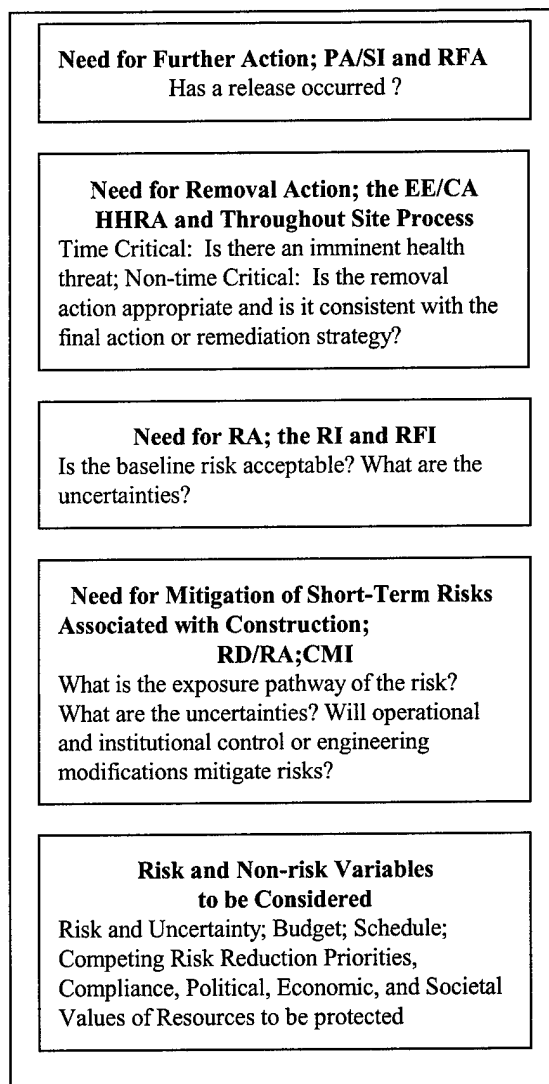 Need for Further Action; PA/SI and RFA
Has a release occurred ?
Need for Removal Action; the EE/CA
HHRA and Throughout Site Process
Time Critical: Is there an imminent health
threat; Non-time Critical: Is the removal
action appropriate and is it consistent with the
final action or remediation strategy?
Need for RA; the RI and RFI
Is the baseline risk acceptable? What are the
uncertainties?
Need for Mitigation of Short-Term Risks
Associated with Construction;
RD/RA;CMI
What is the exposure pathway of the risk?
What are the uncertainties? Will operational
and institutional control or engineering
modifications mitigate risks?
Risk and Non-risk Variables
to be Considered
Risk and Uncertainty; Budget; Schedule;
Competing Risk Reduction Priorities,
Compliance, Political, Economic, and Societal
Values of Resources to be protected